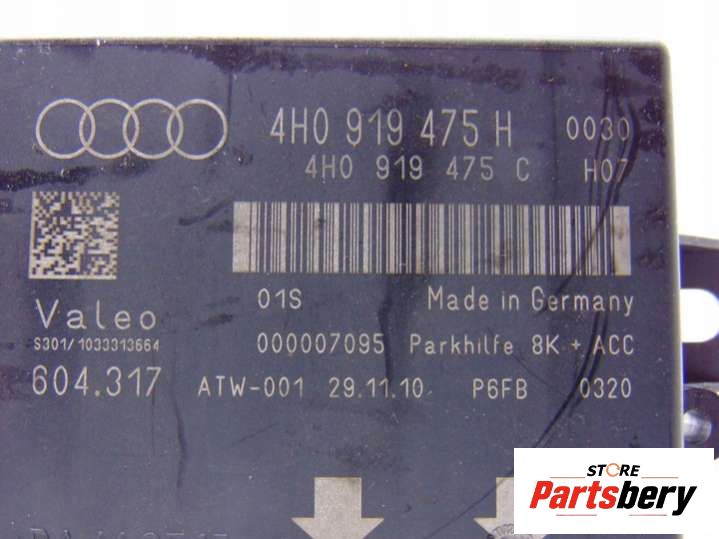 4H0 919 475 H 0030
4H0 919 475 C H07
01S Made in Germany
Valeo
S301/1033313664
000007095 Parkhilfe 8K + ACC
604.317
ATW-001 29.11.10 P6FB 0320
STORE
Partsbery